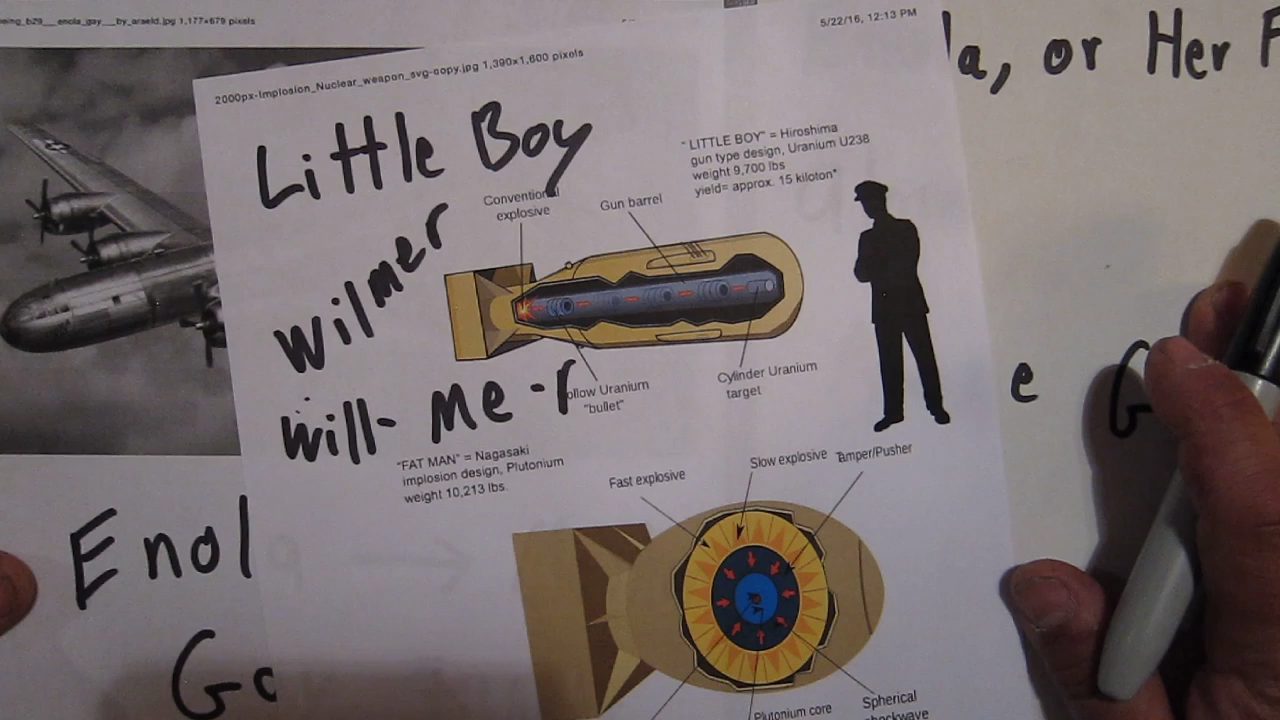 eing_b29___enola_gay___by_araeld.jpg 1,177×679 pixels
5/22/16, 12:13 PM
2000px-Implosion_Nuclear_weapon_svg-copy.jpg 1,390×1,600 pixels
la, or Her F
Little Boy
"LITTLE BOY" = Hiroshima
gun type design, Uranium U238
weight 9,700 lbs
yield= approx. 15 kiloton"
Conventional
explosive
Gun barrel
Wilmer
Will- Me -r
ollow Uranium
"bullet"
Cylinder Uranium
target
e G
"FAT MAN" = Nagasaki
implosion design, Plutonium
weight 10,213 lbs.
Fast explosive
Slow explosive
Tamper/Pusher
Enol
Plutonium core
Spherical
hockwave